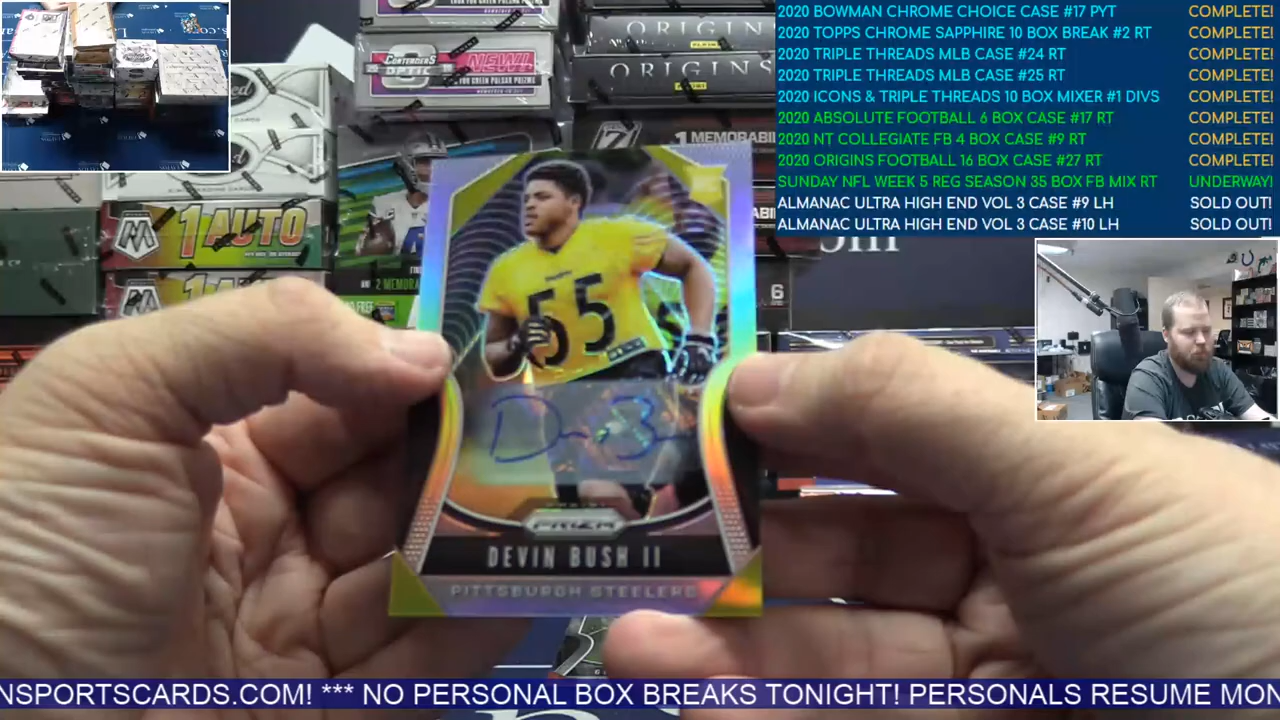 2020 BOWMAN CHROME CHOICE CASE #17 PYT COMPLETE!
2020 TOPPS CHROME SAPPHIRE 10 BOX BREAK #2 RT COMPLETE!
2020 TRIPLE THREADS MLB CASE #24 RT COMPLETE!
2020 TRIPLE THREADS MLB CASE #25 RT COMPLETE!
2020 ICONS & TRIPLE THREADS 10 BOX MIXER #1 DIVS COMPLETE!
2020 ABSOLUTE FOOTBALL 6 BOX CASE #17 RT COMPLETE!
2020 NT COLLEGIATE FB 4 BOX CASE #9 RT COMPLETE!
2020 ORIGINS FOOTBALL 16 BOX CASE #27 RT COMPLETE!
SUNDAY NFL WEEK 5 REG SEASON 35 BOX FB MIX RT UNDERWAY!
ALMANAC ULTRA HIGH END VOL 3 CASE #9 LH SOLD OUT!
ALMANAC ULTRA HIGH END VOL 3 CASE #10 LH SOLD OUT!
CONTENDERS
OPTIC
NEW!
ORIGINS
ORIGINS
1 MEMORABI
1 AUTO
2 MEMORA
55
PRIZM
DEVIN BUSH II
PITTSBURGH STEELERS
NSPORTSCARDS.COM! *** NO PERSONAL BOX BREAKS TONIGHT! PERSONALS RESUME MON